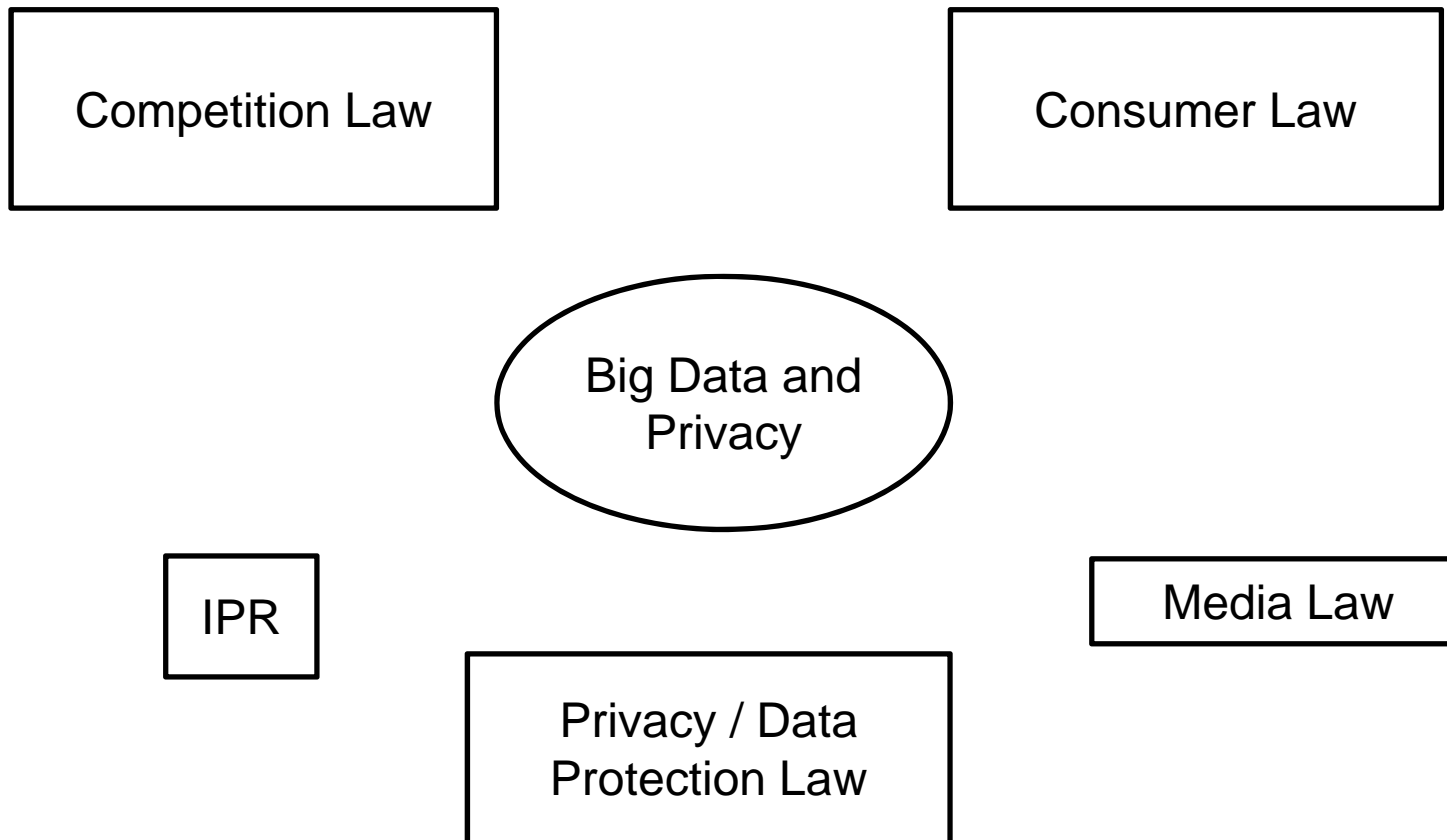 Competition Law
Consumer Law
Big Data and
Privacy
IPR
Media Law
Privacy / Data
Protection Law